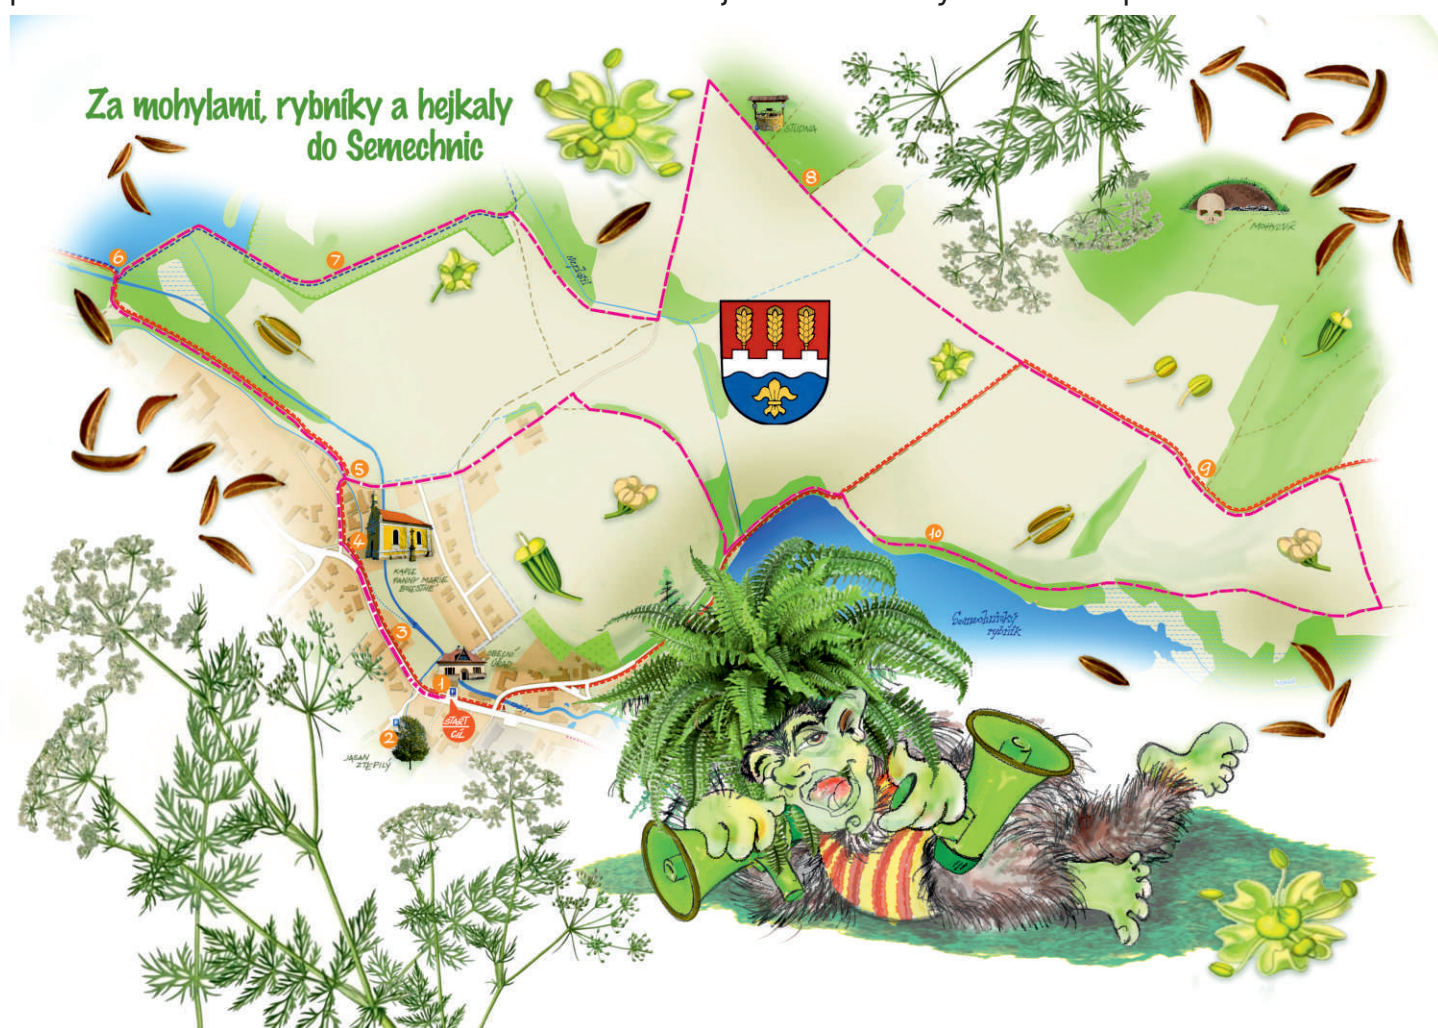 Za mohylami, rybníky a hejkaly
do Semechnic
STUDNA
8
MOHYLNÍK
6
7
9
5
4
KAPLE
PANNY MARIE
BOLESTNÉ
10
Semechnický
rybník
3
OBECNÍ
ÚŘAD
1
P
START
CÍL
P
2
JASAN
ZTEPILÝ